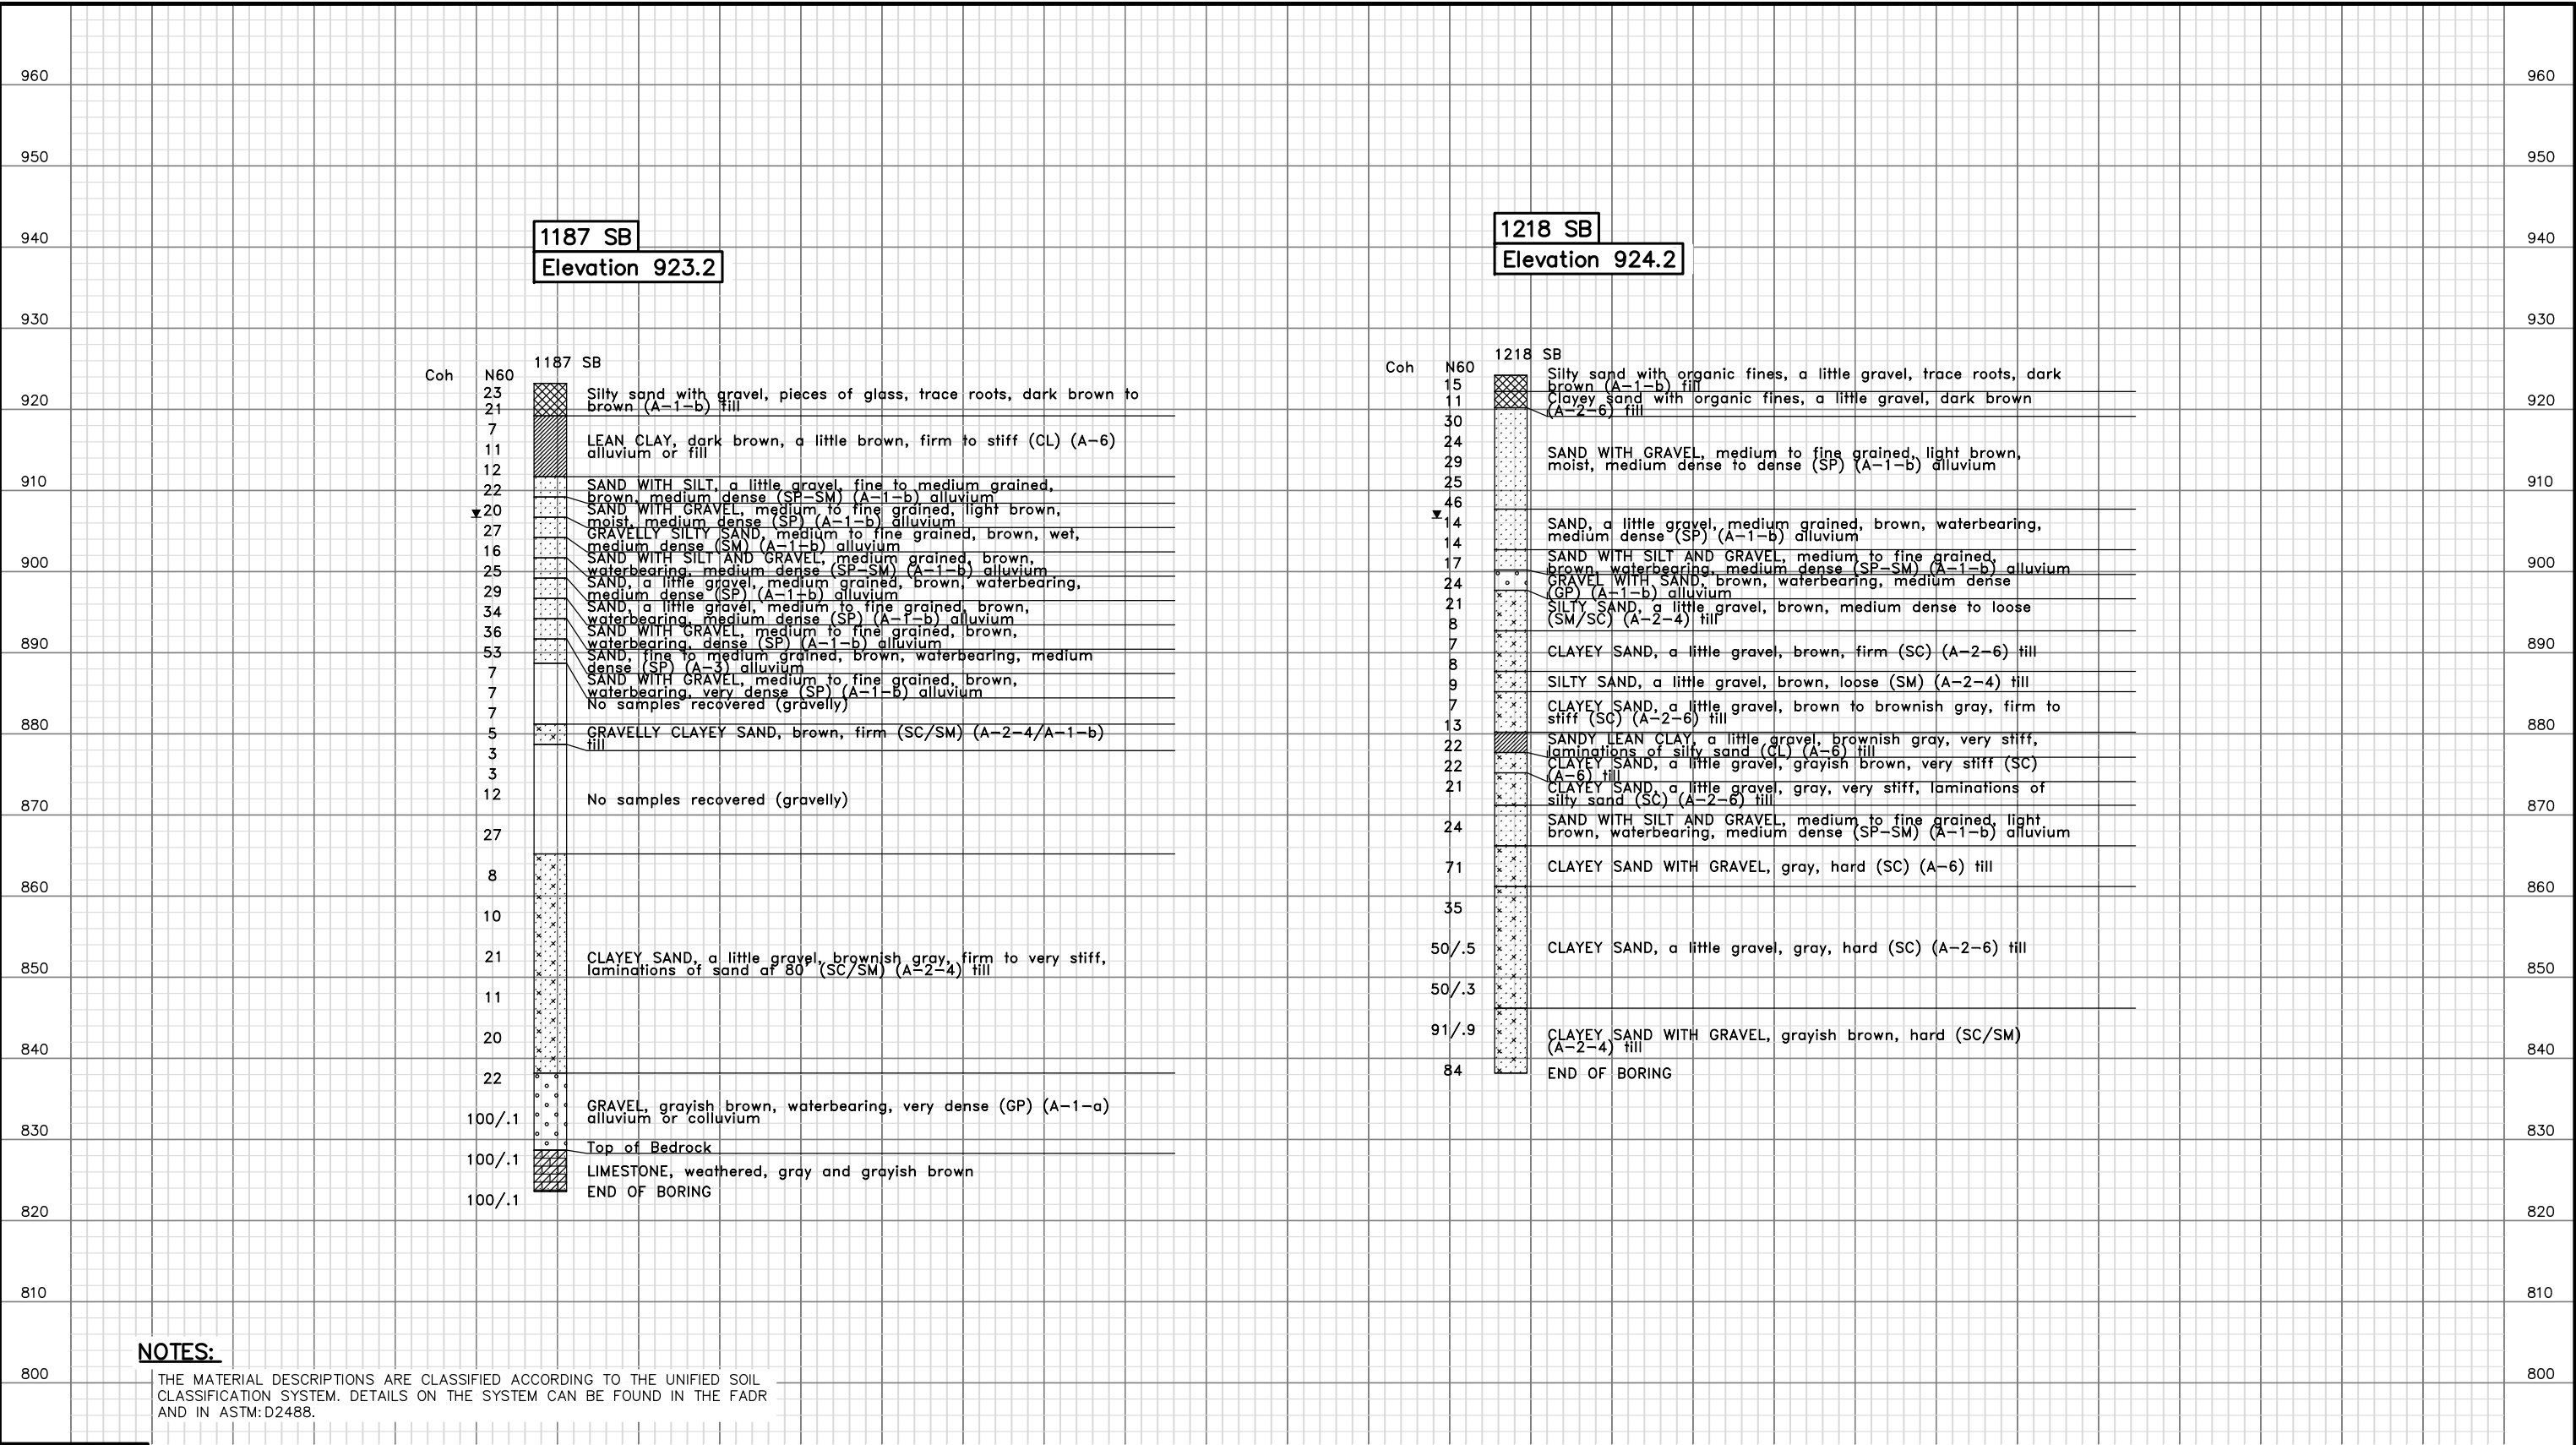 960
950
940
930
920
910
900
890
880
870
860
850
840
830
820
810
800
1187 SB
Elevation 923.2
1187 SB
Coh N60
23
21
7
11
12
22
20
27
16
25
29
34
36
53
7
7
7
5
3
3
12
27
8
10
21
11
20
22
100/.1
100/.1
100/.1
Silty sand with gravel, pieces of glass, trace roots, dark brown to
brown (A-1-b) fill
LEAN CLAY, dark brown, a little brown, firm to stiff (CL) (A-6)
alluvium or fill
SAND WITH SILT, a little gravel, fine to medium grained,
brown, medium dense (SP-SM) (A-1-b) alluvium
SAND WITH GRAVEL, medium to fine grained, light brown,
moist, medium dense (SP) (A-1-b) alluvium
GRAVELLY SILTY SAND, medium to fine grained, brown, wet,
medium dense (SM) (A-1-b) alluvium
SAND WITH SILT AND GRAVEL, medium grained, brown,
waterbearing, medium dense (SP-SM) (A-1-b) alluvium
SAND, a little gravel, medium grained, brown, waterbearing,
medium dense (SP) (A-1-b) alluvium
SAND, a little gravel, medium to fine grained, brown,
waterbearing, medium dense (SP) (A-1-b) alluvium
SAND WITH GRAVEL, medium to fine grained, brown,
waterbearing, dense (SP) (A-1-b) alluvium
SAND, fine to medium grained, brown, waterbearing, medium
dense (SP) (A-3) alluvium
SAND WITH GRAVEL, medium to fine grained, brown,
waterbearing, very dense (SP) (A-1-b) alluvium
No samples recovered (gravelly)
GRAVELLY CLAYEY SAND, brown, firm (SC/SM) (A-2-4/A-1-b)
till
No samples recovered (gravelly)
CLAYEY SAND, a little gravel, brownish gray, firm to very stiff,
laminations of sand at 80' (SC/SM) (A-2-4) till
GRAVEL, grayish brown, waterbearing, very dense (GP) (A-1-a)
alluvium or colluvium
Top of Bedrock
LIMESTONE, weathered, gray and grayish brown
END OF BORING
1218 SB
Elevation 924.2
1218 SB
Coh N60
15
11
30
24
29
25
46
14
14
17
24
21
8
7
8
9
7
13
22
22
21
24
71
35
50/.5
50/.3
91/.9
84
Silty sand with organic fines, a little gravel, trace roots, dark
brown (A-1-b) fill
Clayey sand with organic fines, a little gravel, dark brown
(A-2-6) fill
SAND WITH GRAVEL, medium to fine grained, light brown,
moist, medium dense to dense (SP) (A-1-b) alluvium
SAND, a little gravel, medium grained, brown, waterbearing,
medium dense (SP) (A-1-b) alluvium
SAND WITH SILT AND GRAVEL, medium to fine grained,
brown, waterbearing, medium dense (SP-SM) (A-1-b) alluvium
GRAVEL WITH SAND, brown, waterbearing, medium dense
(GP) (A-1-b) alluvium
SILTY SAND, a little gravel, brown, medium dense to loose
(SM/SC) (A-2-4) till
CLAYEY SAND, a little gravel, brown, firm (SC) (A-2-6) till
SILTY SAND, a little gravel, brown, loose (SM) (A-2-4) till
CLAYEY SAND, a little gravel, brown to brownish gray, firm to
stiff (SC) (A-2-6) till
SANDY LEAN CLAY, a little gravel, brownish gray, very stiff,
laminations of silty sand (CL) (A-6) till
CLAYEY SAND, a little gravel, grayish brown, very stiff (SC)
(A-6) till
CLAYEY SAND, a little gravel, gray, very stiff, laminations of
silty sand (SC) (A-2-6) till
SAND WITH SILT AND GRAVEL, medium to fine grained, light
brown, waterbearing, medium dense (SP-SM) (A-1-b) alluvium
CLAYEY SAND WITH GRAVEL, gray, hard (SC) (A-6) till
CLAYEY SAND, a little gravel, gray, hard (SC) (A-2-6) till
CLAYEY SAND WITH GRAVEL, grayish brown, hard (SC/SM)
(A-2-4) till
END OF BORING
960
950
940
930
920
910
900
890
880
870
860
850
840
830
820
810
800
NOTES:
THE MATERIAL DESCRIPTIONS ARE CLASSIFIED ACCORDING TO THE UNIFIED SOIL
CLASSIFICATION SYSTEM. DETAILS ON THE SYSTEM CAN BE FOUND IN THE FADR
AND IN ASTM:D2488.